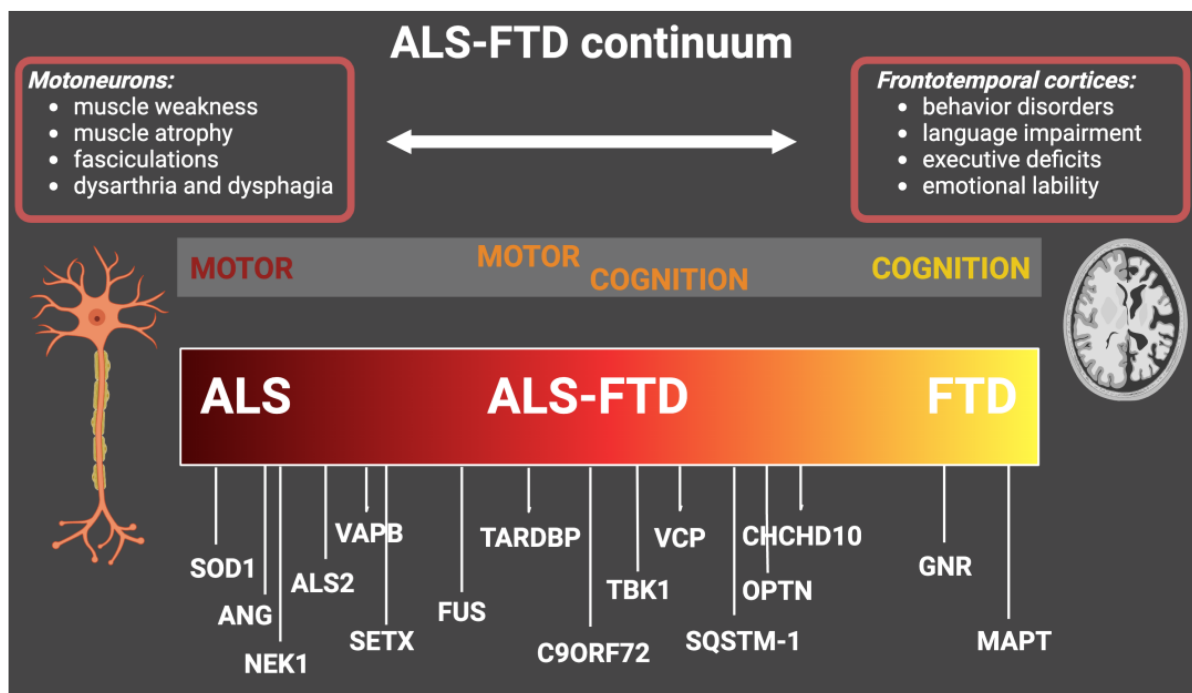 ALS-FTD continuum
Motoneurons:
• muscle weakness
• muscle atrophy
• fasciculations
• dysarthria and dysphagia
Frontotemporal cortices:
• behavior disorders
• language impairment
• executive deficits
• emotional lability
MOTOR
MOTOR
COGNITION
COGNITION
ALS
ALS-FTD
FTD
SOD1
ANG
NEK1
ALS2
VAPB
SETX
FUS
TARDBP
C9ORF72
TBK1
VCP
SQSTM-1
OPTN
CHCHD10
GNR
MAPT